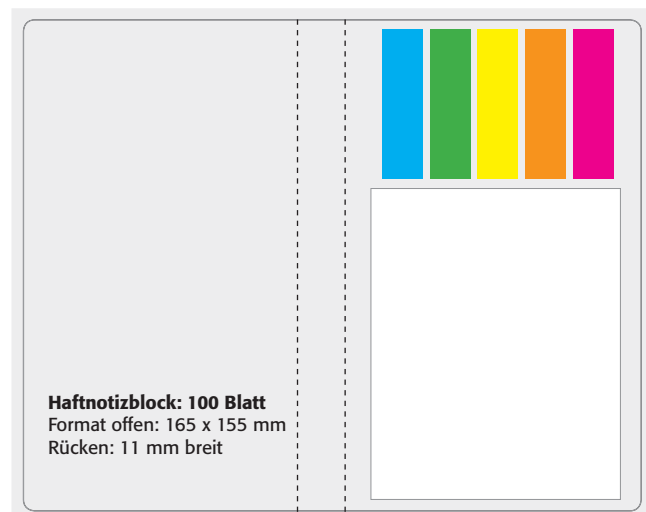 Haftnotizblock: 100 Blatt
Format offen: 165 x 155 mm
Rücken: 11 mm breit